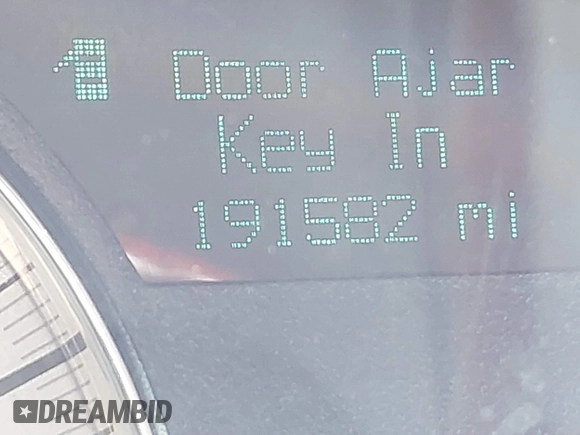 Door Ajar
Key In
191582 mi
DREAMBID